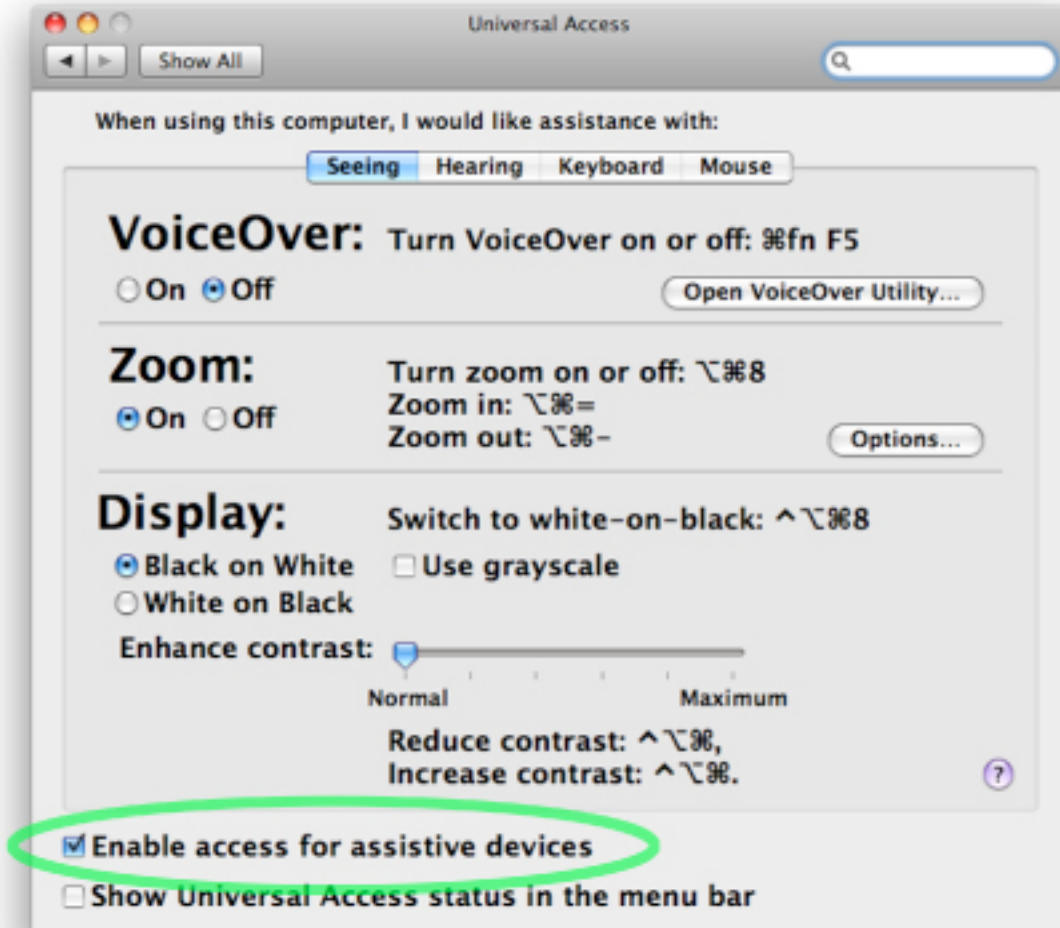 Universal Access
Show All
When using this computer, I would like assistance with:
Seeing Hearing Keyboard Mouse
VoiceOver: Turn VoiceOver on or off: ⌘fn F5
On Off Open VoiceOver Utility...
Zoom: Turn zoom on or off: ⌥⌘8
On Off Zoom in: ⌥⌘=
Zoom out: ⌥⌘- Options...
Display: Switch to white-on-black: ^⌥⌘8
Black on White Use grayscale
White on Black
Enhance contrast:
Normal Maximum
Reduce contrast: ^⌥⌘,
Increase contrast: ^⌥⌘. ?
Enable access for assistive devices
Show Universal Access status in the menu bar